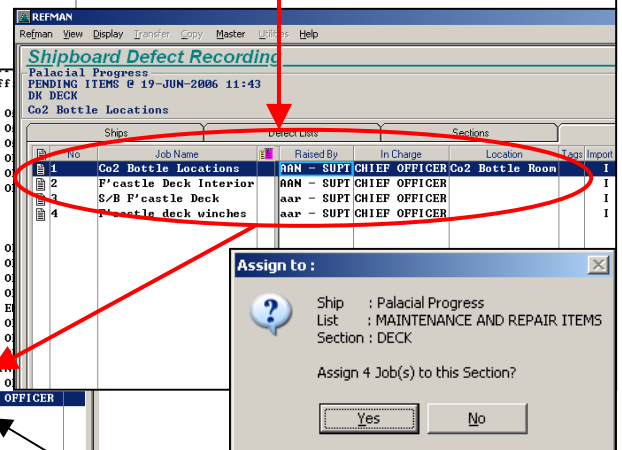 REFMAN
Refman View Display Transfer Copy Master Utilities Help
Shipboard Defect Recording
Palacial Progress
PENDING ITEMS @ 19-JUN-2006 11:43
DK DECK
Co2 Bottle Locations
Ships Defect Lists Sections
No Job Name Raised By In Charge Location Tags Import
1 Co2 Bottle Locations AAN - SUPT CHIEF OFFICER Co2 Bottle Room I
2 F'castle Deck Interior AAN - SUPT CHIEF OFFICER I
3 S/B F'castle Deck aar - SUPT CHIEF OFFICER I
4 F'castle deck winches aar - SUPT CHIEF OFFICER I
Assign to :
Ship : Palacial Progress
List : MAINTENANCE AND REPAIR ITEMS
Section : DECK
Assign 4 Job(s) to this Section?
Yes No
OFFICER